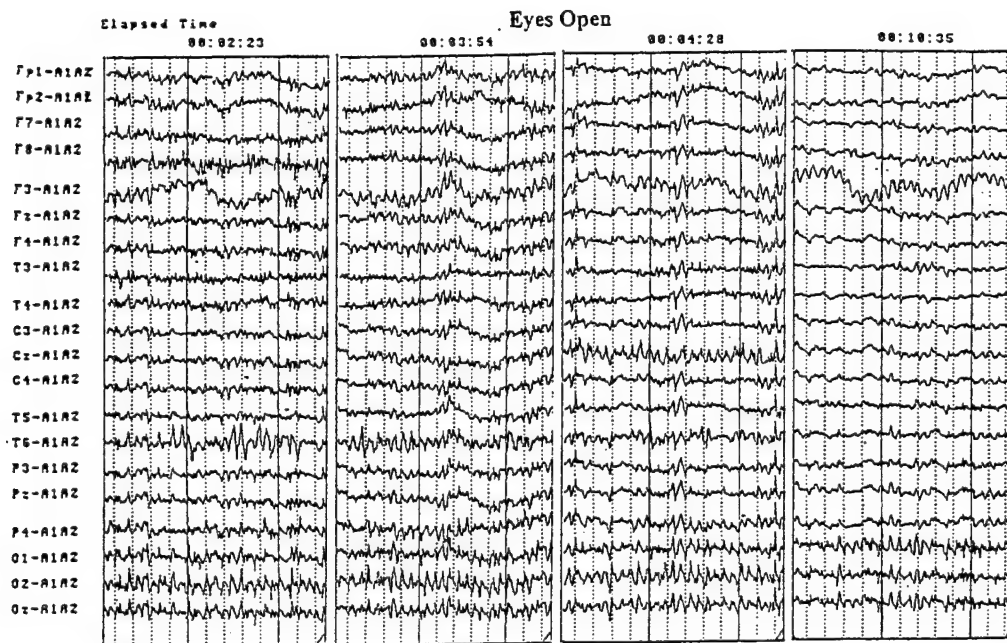 Eyes Open
Elapsed Time
00:02:23 00:03:54 00:04:28 00:10:35
Fp1-A1A2
Fp2-A1A2
F7-A1A2
F8-A1A2
F3-A1A2
Fz-A1A2
F4-A1A2
T3-A1A2
T4-A1A2
C3-A1A2
Cz-A1A2
C4-A1A2
T5-A1A2
T6-A1A2
P3-A1A2
Pz-A1A2
P4-A1A2
O1-A1A2
O2-A1A2
Oz-A1A2